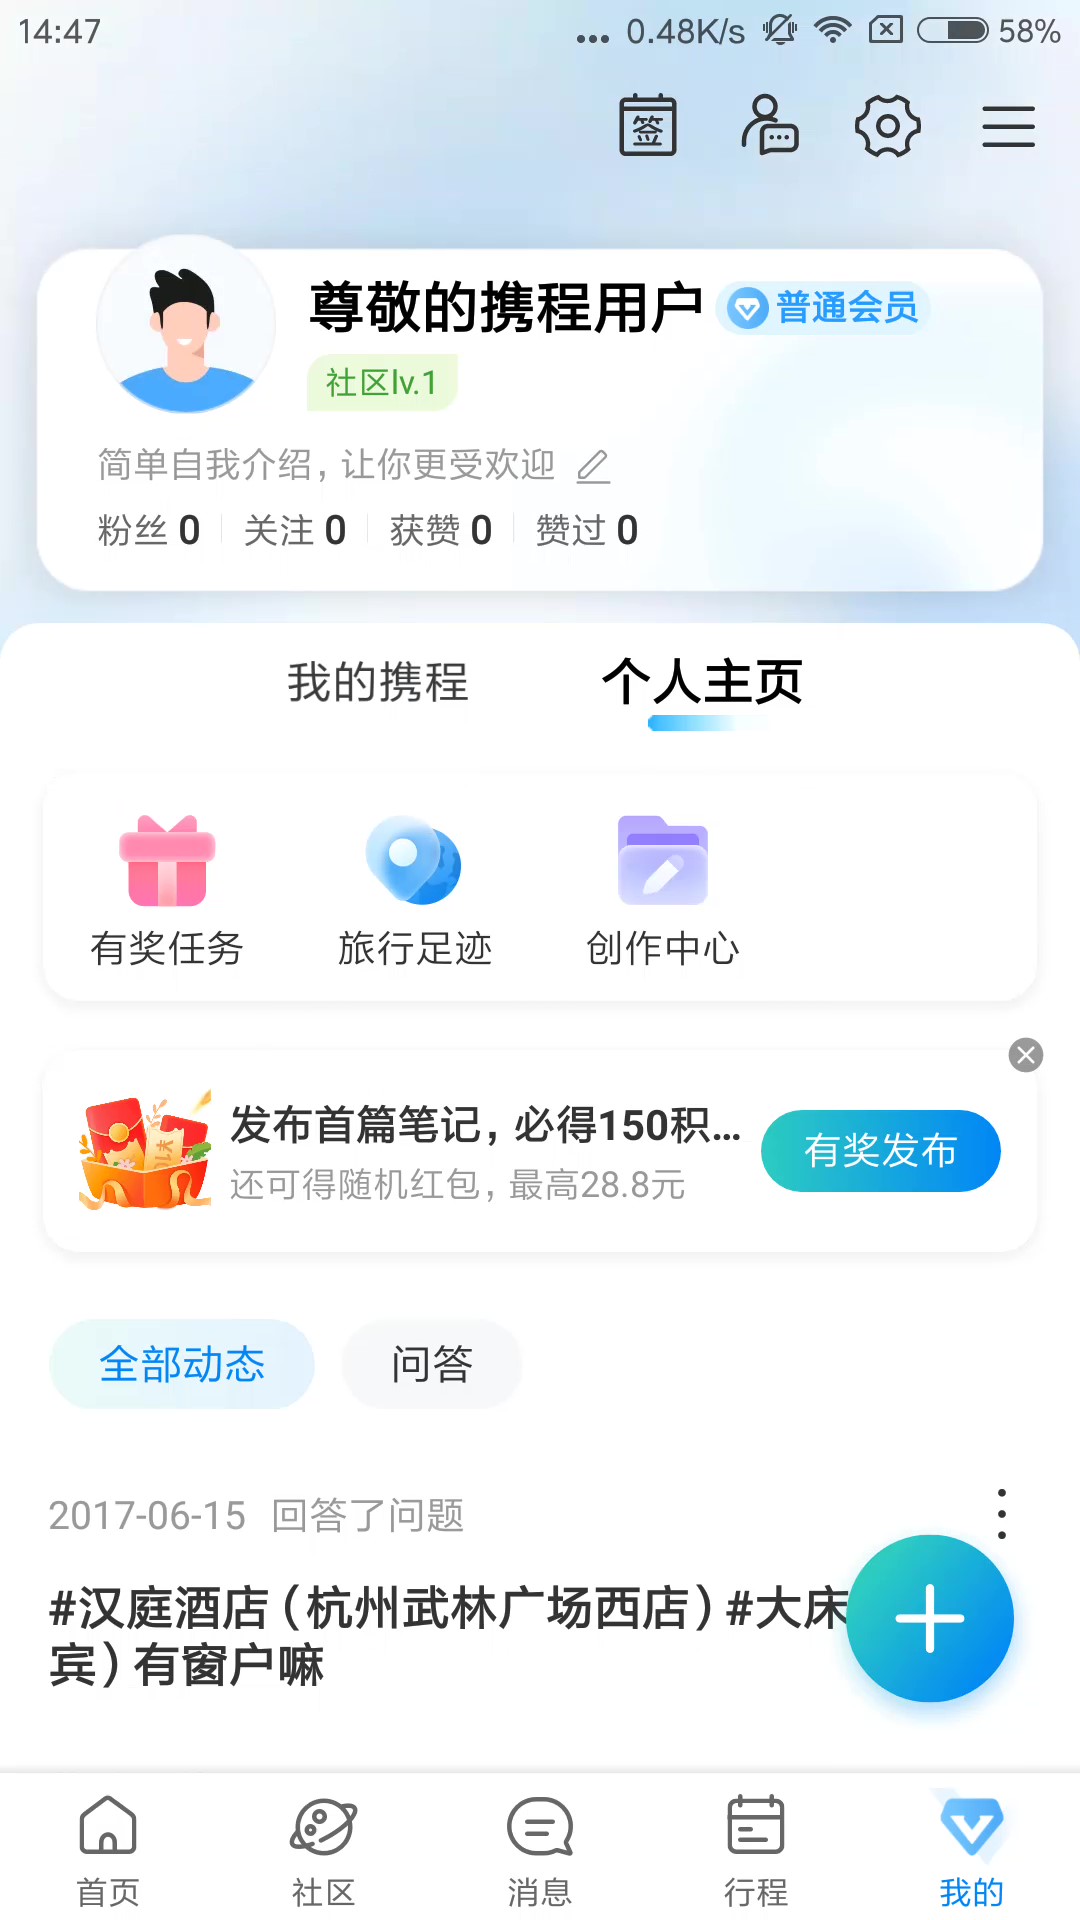 14:47
... 0.48K/s 58%
签
尊敬的携程用户 普通会员
社区lv.1
简单自我介绍，让你更受欢迎
粉丝 0 关注 0 获赞 0 赞过 0
我的携程 个人主页
有奖任务 旅行足迹 创作中心
发布首篇笔记，必得150积...
还可得随机红包，最高28.8元
有奖发布
全部动态 问答
2017-06-15 回答了问题
#汉庭酒店（杭州武林广场西店）#大床
宾）有窗户嘛
首页 社区 消息 行程 我的